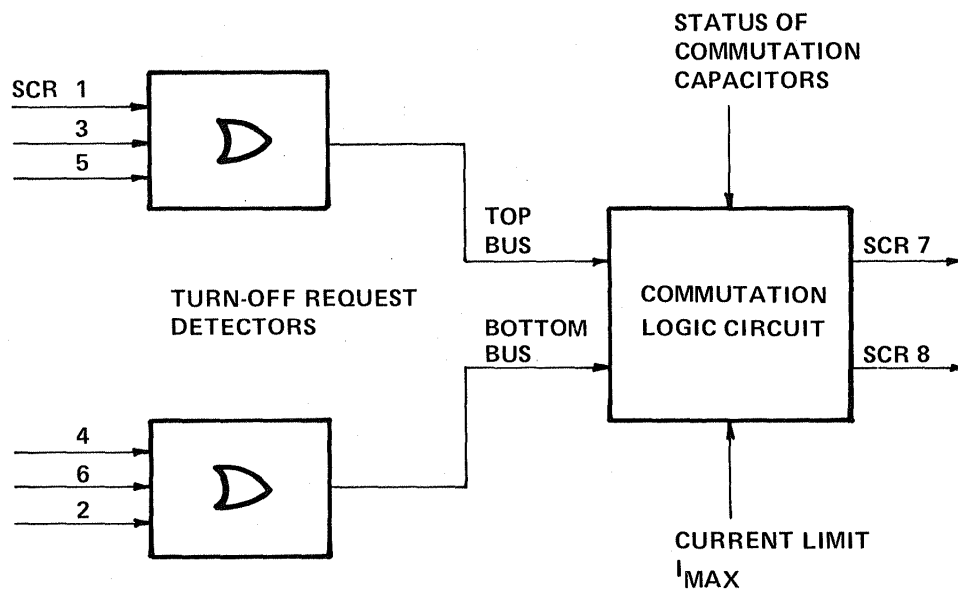 STATUS OF
COMMUTATION
CAPACITORS
SCR 1
3
5
TOP
BUS
SCR 7
TURN-OFF REQUEST
DETECTORS
COMMUTATION
LOGIC CIRCUIT
BOTTOM
BUS
SCR 8
4
6
2
CURRENT LIMIT
IMAX